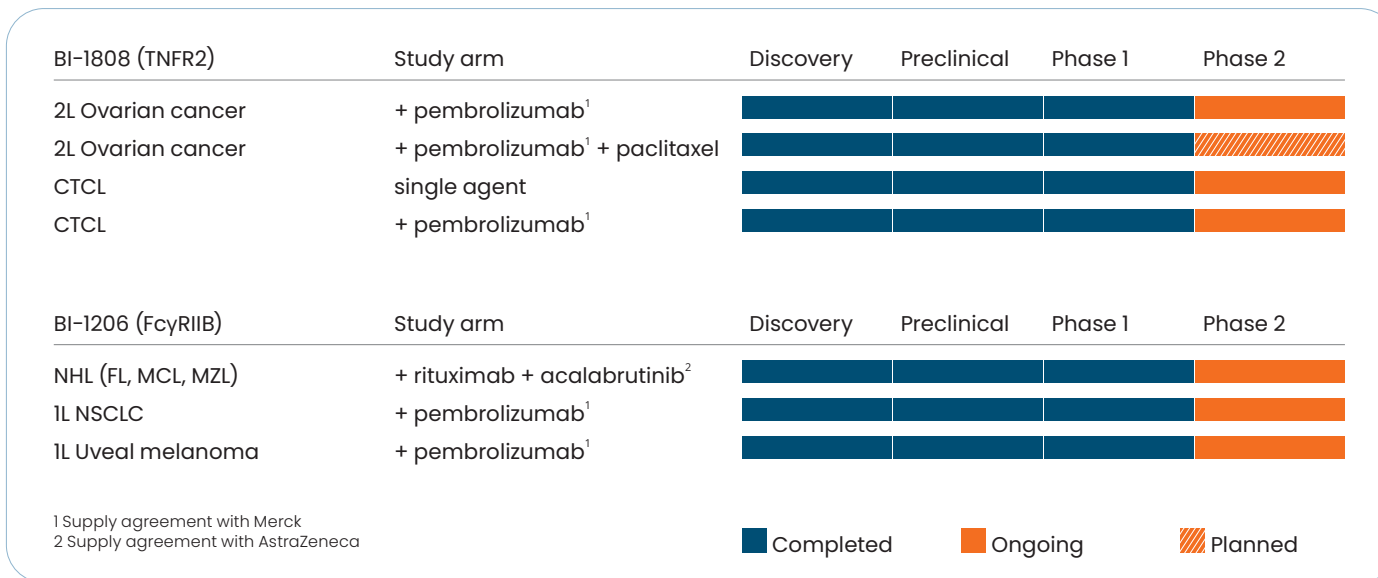 BI-1808 (TNFR2) Study arm Discovery Preclinical Phase 1 Phase 2
2L Ovarian cancer + pembrolizumab¹
2L Ovarian cancer + pembrolizumab¹ + paclitaxel
CTCL single agent
CTCL + pembrolizumab¹
BI-1206 (FcγRIIB) Study arm Discovery Preclinical Phase 1 Phase 2
NHL (FL, MCL, MZL) + rituximab + acalabrutinib²
1L NSCLC + pembrolizumab¹
1L Uveal melanoma + pembrolizumab¹
1 Supply agreement with Merck
2 Supply agreement with AstraZeneca
Completed Ongoing Planned